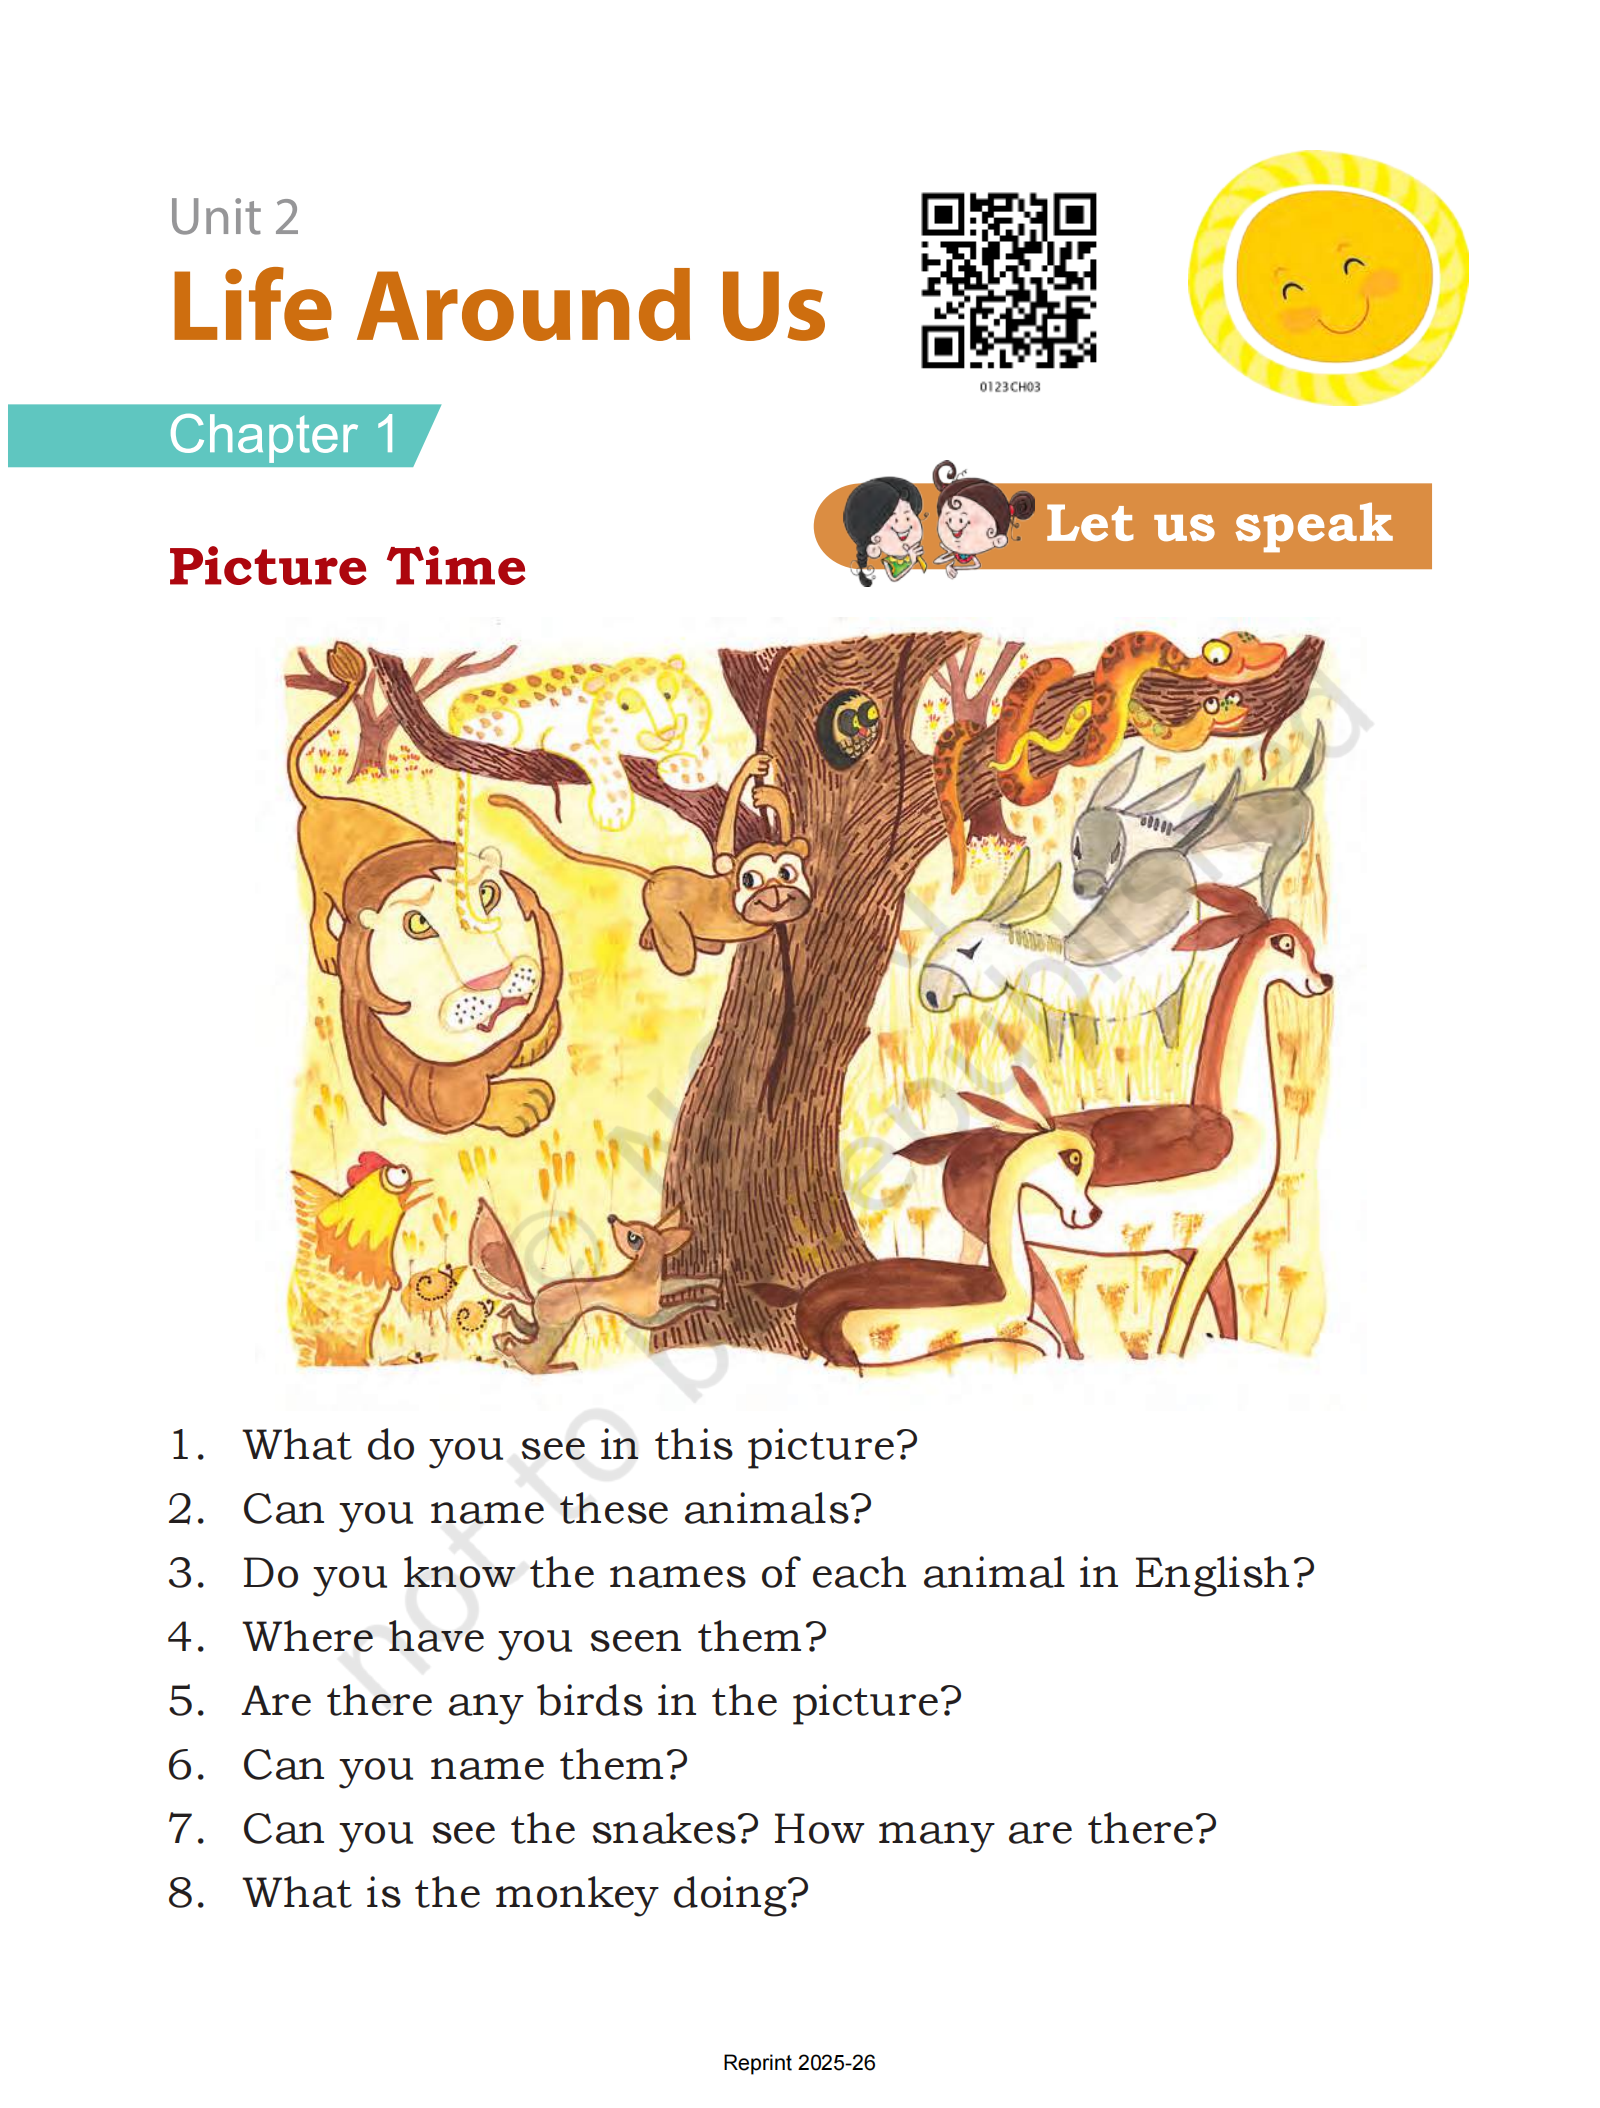 Unit 2
Life Around Us
0123CH03
Chapter 1
Let us speak
Picture Time
1. What do you see in this picture?
2. Can you name these animals?
3. Do you know the names of each animal in English?
4. Where have you seen them?
5. Are there any birds in the picture?
6. Can you name them?
7. Can you see the snakes? How many are there?
8. What is the monkey doing?
not to be republished
Reprint 2025-26